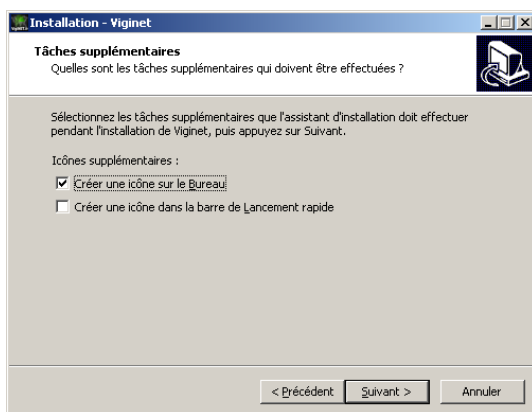 Installation - Viginet
Tâches supplémentaires
Quelles sont les tâches supplémentaires qui doivent être effectuées ?
Sélectionnez les tâches supplémentaires que l'assistant d'installation doit effectuer
pendant l'installation de Viginet, puis appuyez sur Suivant.
Icônes supplémentaires :
Créer une icône sur le Bureau
Créer une icône dans la barre de Lancement rapide
< Précédent
Suivant >
Annuler